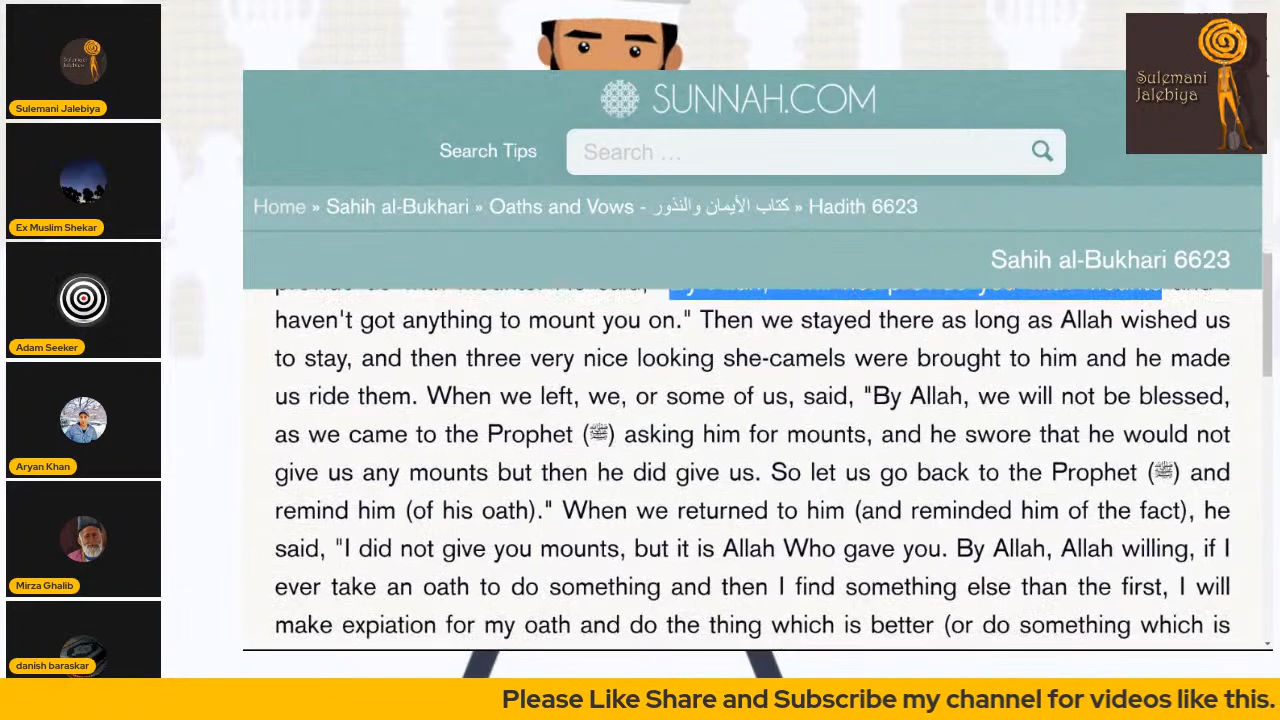 Sulemani Jalebiya
Ex Muslim Shekar
Adam Seeker
Aryan Khan
Mirza Ghalib
danish baraskar
Sulemani
Jalebiya
SUNNAH.COM
Search Tips
Search ...
Home » Sahih al-Bukhari » Oaths and Vows - كتاب الأيمان والنذور » Hadith 6623
Sahih al-Bukhari 6623
haven't got anything to mount you on." Then we stayed there as long as Allah wished us
to stay, and then three very nice looking she-camels were brought to him and he made
us ride them. When we left, we, or some of us, said, "By Allah, we will not be blessed,
as we came to the Prophet (ﷺ) asking him for mounts, and he swore that he would not
give us any mounts but then he did give us. So let us go back to the Prophet (ﷺ) and
remind him (of his oath)." When we returned to him (and reminded him of the fact), he
said, "I did not give you mounts, but it is Allah Who gave you. By Allah, Allah willing, if I
ever take an oath to do something and then I find something else than the first, I will
make expiation for my oath and do the thing which is better (or do something which is
Please Like Share and Subscribe my channel for videos like this.